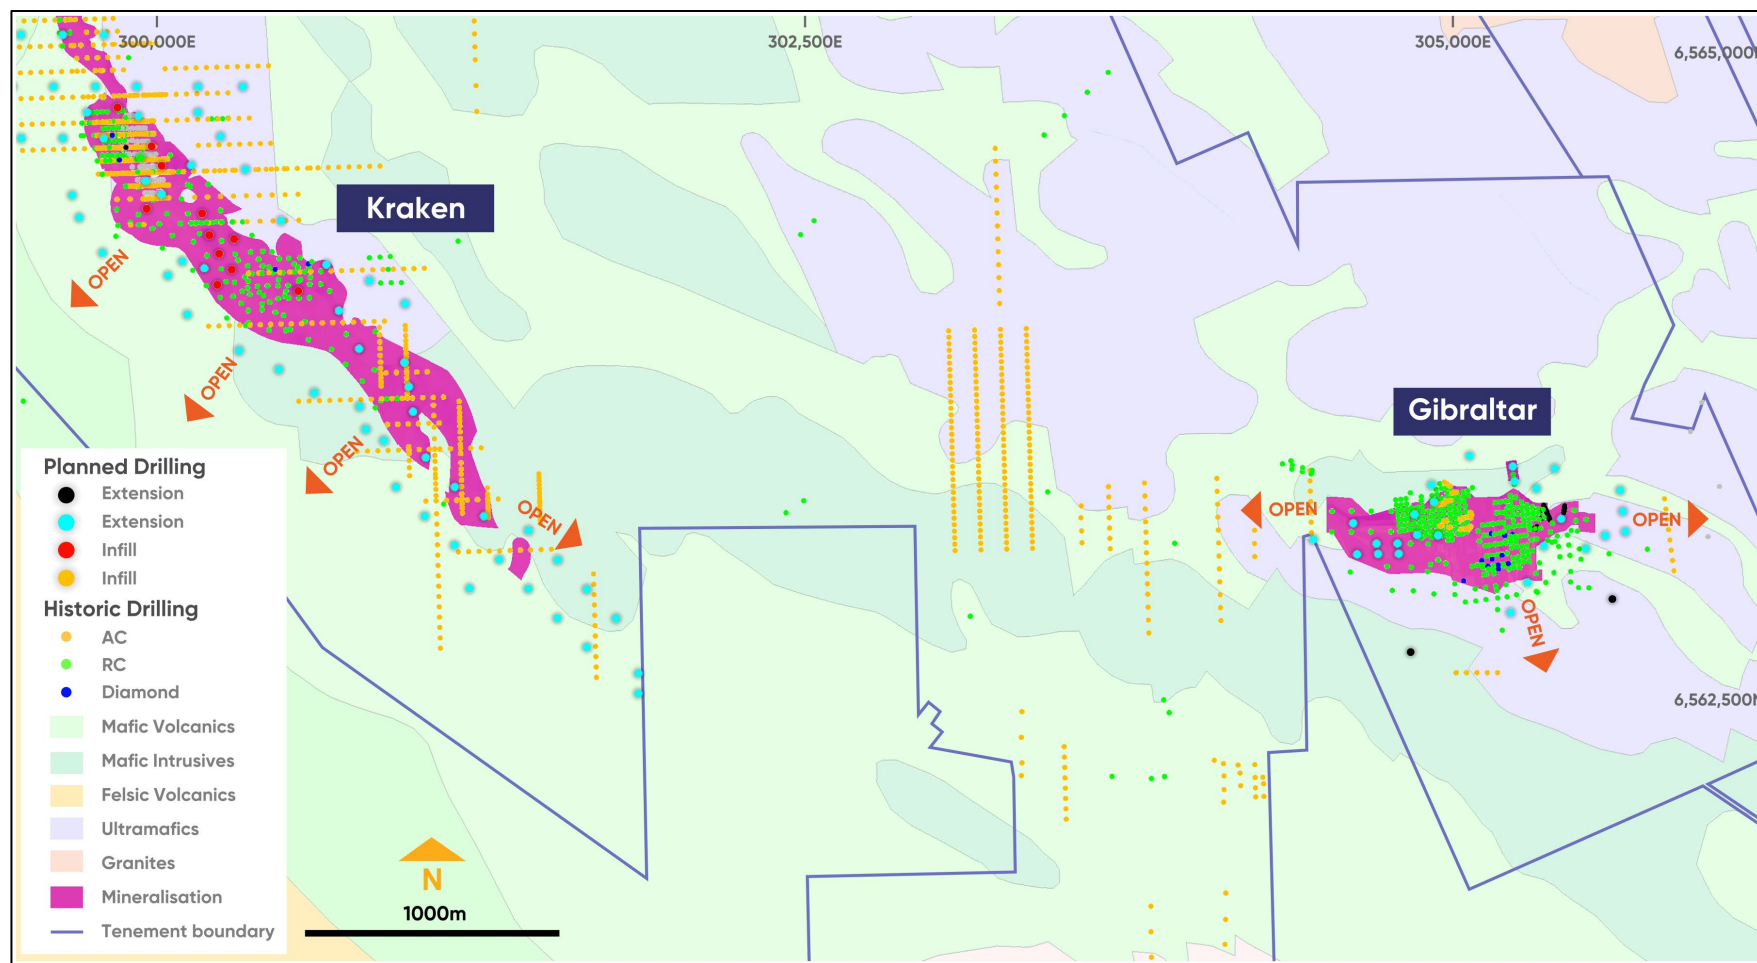 300,000E
302,500E
305,000E
6,565,000N
Kraken
OPEN
OPEN
OPEN
OPEN
Gibraltar
OPEN
OPEN
OPEN
6,562,500N
Planned Drilling
Extension
Extension
Infill
Infill
Historic Drilling
AC
RC
Diamond
Mafic Volcanics
Mafic Intrusives
Felsic Volcanics
Ultramafics
Granites
Mineralisation
Tenement boundary
N
1000m